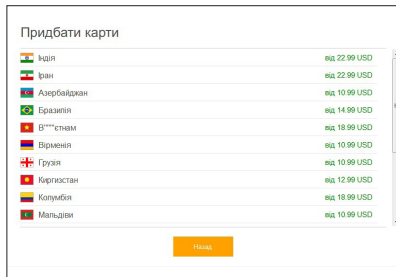 Придбати карти
Індія від 22.99 USD
Іран від 22.99 USD
Азербайджан від 10.99 USD
Бразилія від 14.99 USD
В****єтнам від 18.99 USD
Вірменія від 10.99 USD
Грузія від 10.99 USD
Киргизстан від 12.99 USD
Колумбія від 18.99 USD
Мальдіви від 10.99 USD
Назад